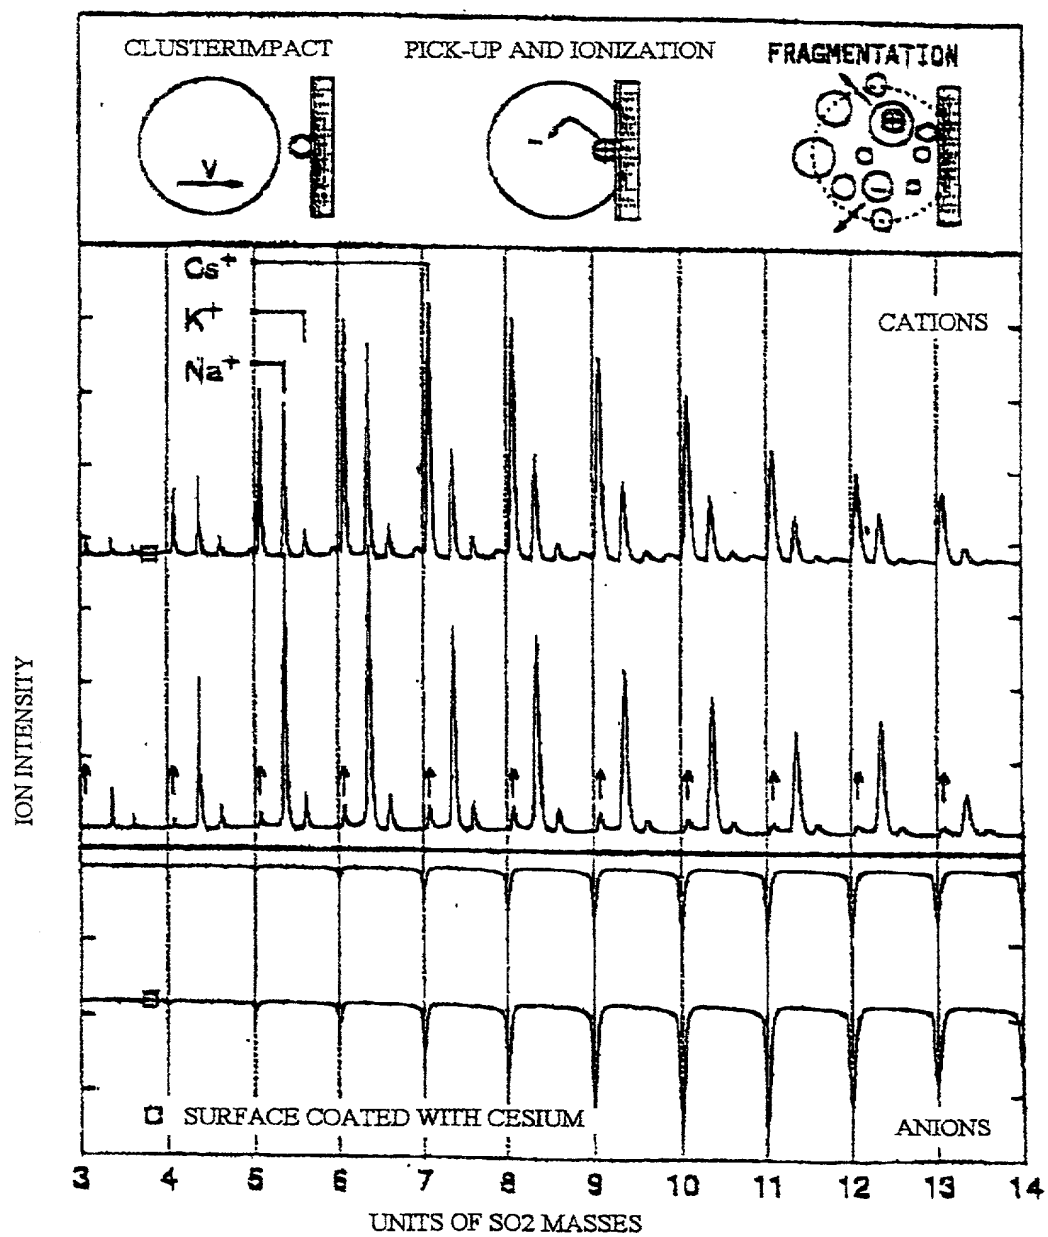 CLUSTERIMPACT
PICK-UP AND IONIZATION
FRAGMENTATION
V
Cs+
K+
Na+
CATIONS
ION INTENSITY
SURFACE COATED WITH CESIUM
ANIONS
3 4 5 6 7 8 9 10 11 12 13 14
UNITS OF SO2 MASSES